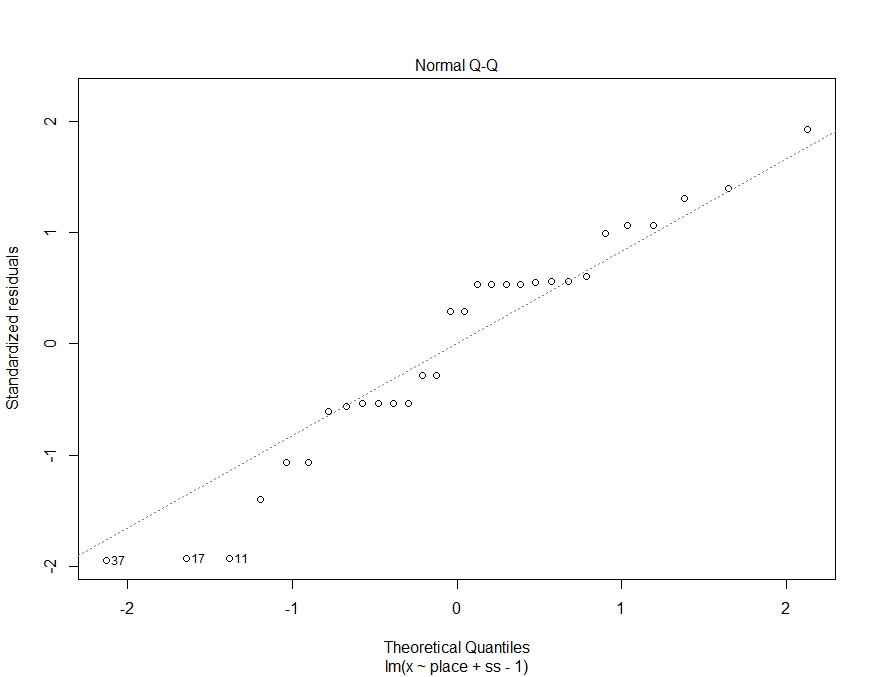 Normal Q-Q
Standardized residuals
2
1
0
-1
-2
37
17
11
-2 -1 0 1 2
Theoretical Quantiles
lm(x ~ place + ss - 1)